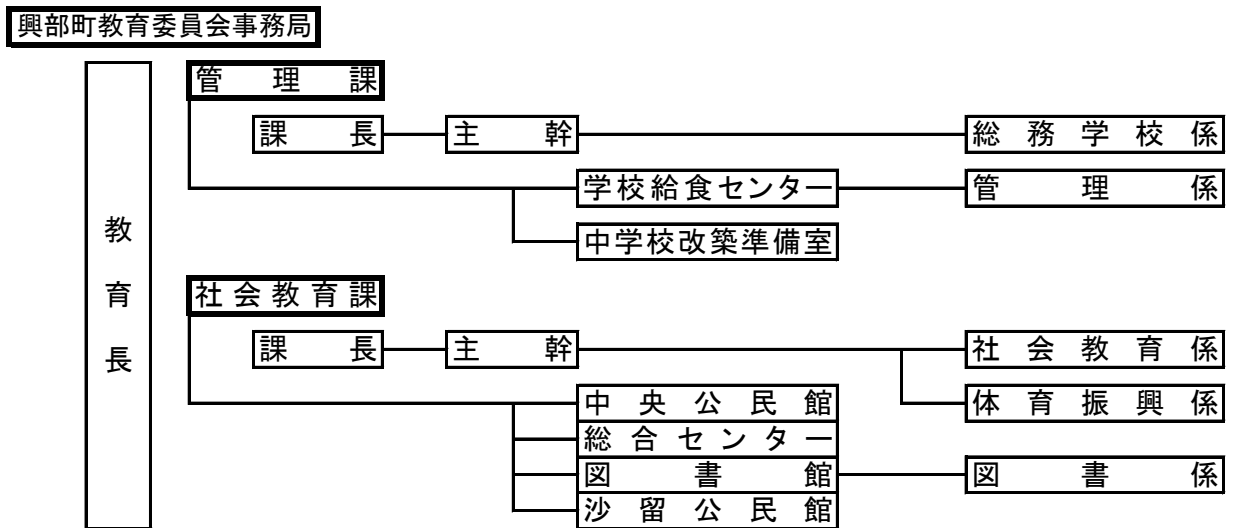 興部町教育委員会事務局
教育長
管理課
課長 主幹 総務学校係
学校給食センター 管理係
中学校改築準備室
社会教育課
課長 主幹 社会教育係
中央公民館 体育振興係
総合センター
図書館 図書係
沙留公民館